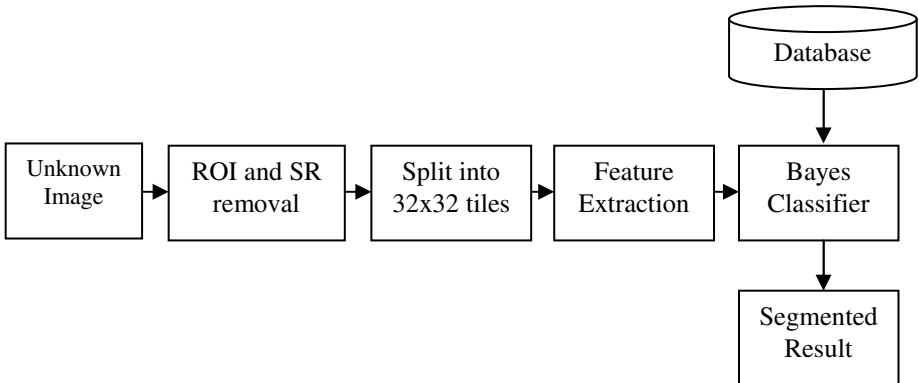 Database
Unknown
Image
ROI and SR
removal
Split into
32x32 tiles
Feature
Extraction
Bayes
Classifier
Segmented
Result